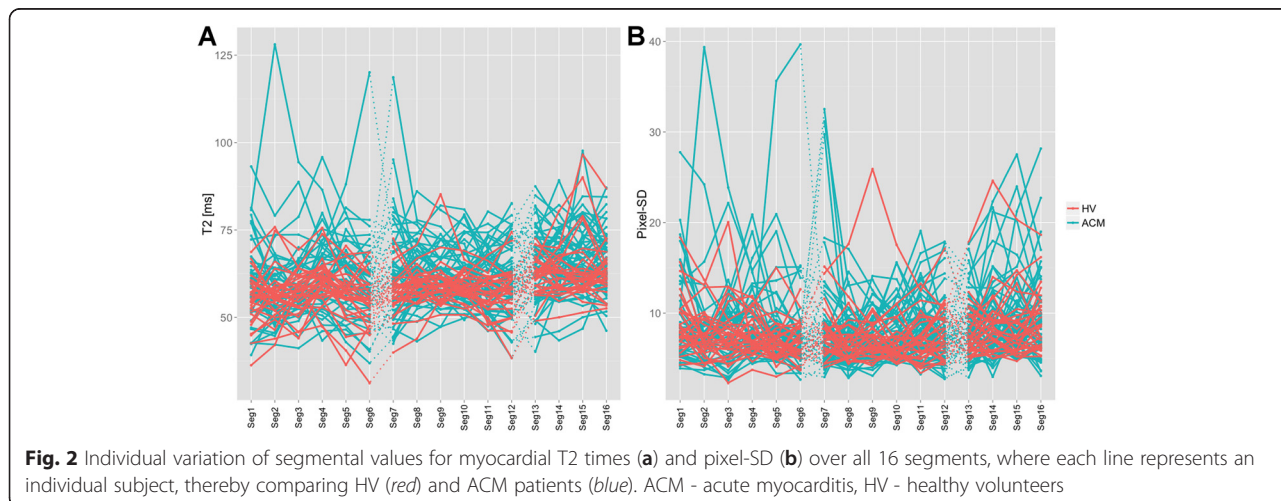 A
B
T2 [ms]
125
100
75
50
Seg1 Seg2 Seg3 Seg4 Seg5 Seg6 Seg7 Seg8 Seg9 Seg10 Seg11 Seg12 Seg13 Seg14 Seg15 Seg16
Pixel-SD
40
30
20
10
Seg1 Seg2 Seg3 Seg4 Seg5 Seg6 Seg7 Seg8 Seg9 Seg10 Seg11 Seg12 Seg13 Seg14 Seg15 Seg16
HV
ACM
Fig. 2 Individual variation of segmental values for myocardial T2 times (a) and pixel-SD (b) over all 16 segments, where each line represents an
individual subject, thereby comparing HV (red) and ACM patients (blue). ACM - acute myocarditis, HV - healthy volunteers